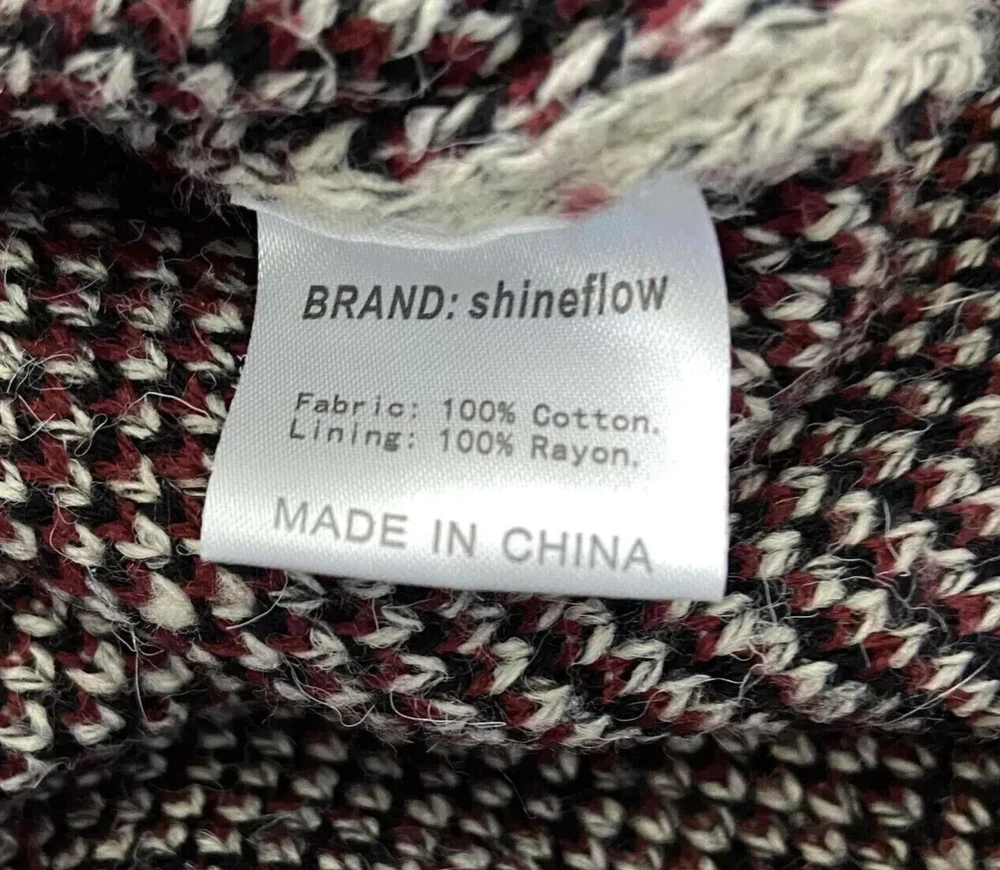 BRAND: shineflow
Fabric: 100% Cotton.
Lining: 100% Rayon.
MADE IN CHINA